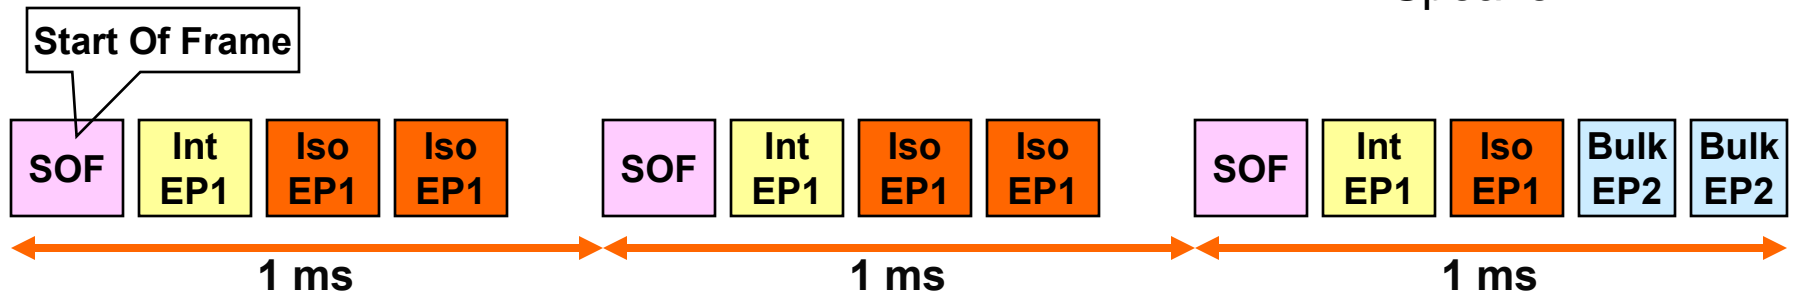 Start Of Frame
SOF
Int
EP1
Iso
EP1
Iso
EP1
SOF
Int
EP1
Iso
EP1
Iso
EP1
SOF
Int
EP1
Iso
EP1
Bulk
EP2
Bulk
EP2
1 ms
1 ms
1 ms